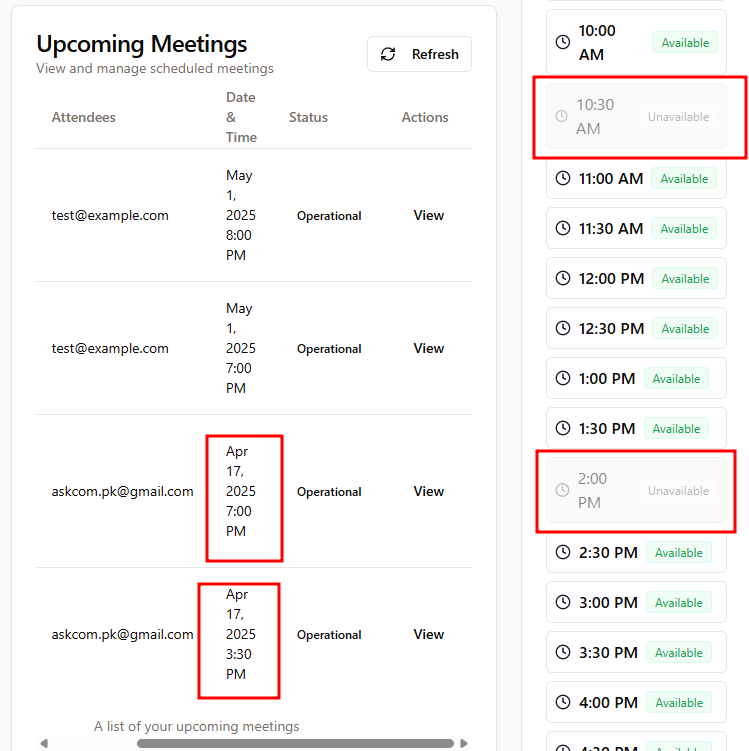 Upcoming Meetings
View and manage scheduled meetings
Refresh
Attendees
Date
&
Time
Status
Actions
test@example.com
May
1,
2025
8:00
PM
Operational
View
test@example.com
May
1,
2025
7:00
PM
Operational
View
askcom.pk@gmail.com
Apr
17,
2025
7:00
PM
Operational
View
askcom.pk@gmail.com
Apr
17,
2025
3:30
PM
Operational
View
A list of your upcoming meetings
10:00
AM
Available
10:30
AM
Unavailable
11:00 AM Available
11:30 AM Available
12:00 PM Available
12:30 PM Available
1:00 PM Available
1:30 PM Available
2:00
PM
Unavailable
2:30 PM Available
3:00 PM Available
3:30 PM Available
4:00 PM Available
4:30 PM Available